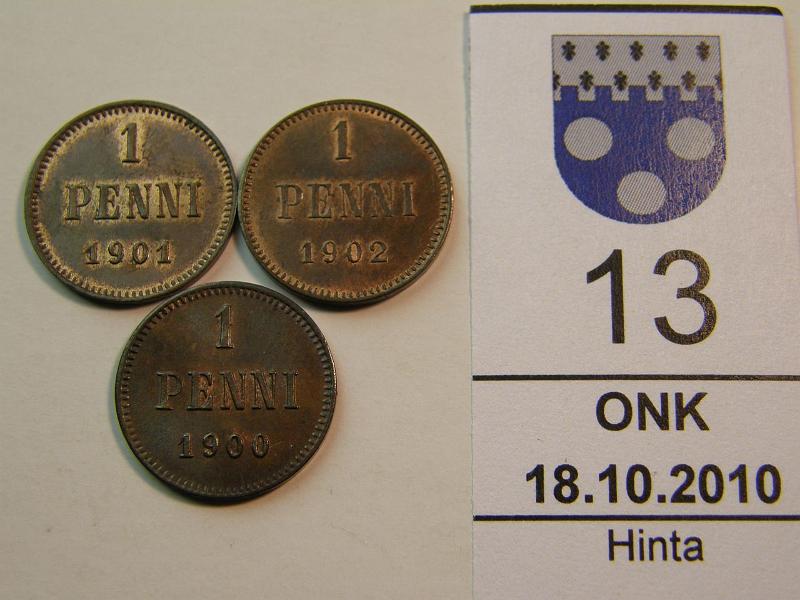 1
PENNI
1901
1
PENNI
1902
1
PENNI
1900
13
ONK
18.10.2010
Hinta